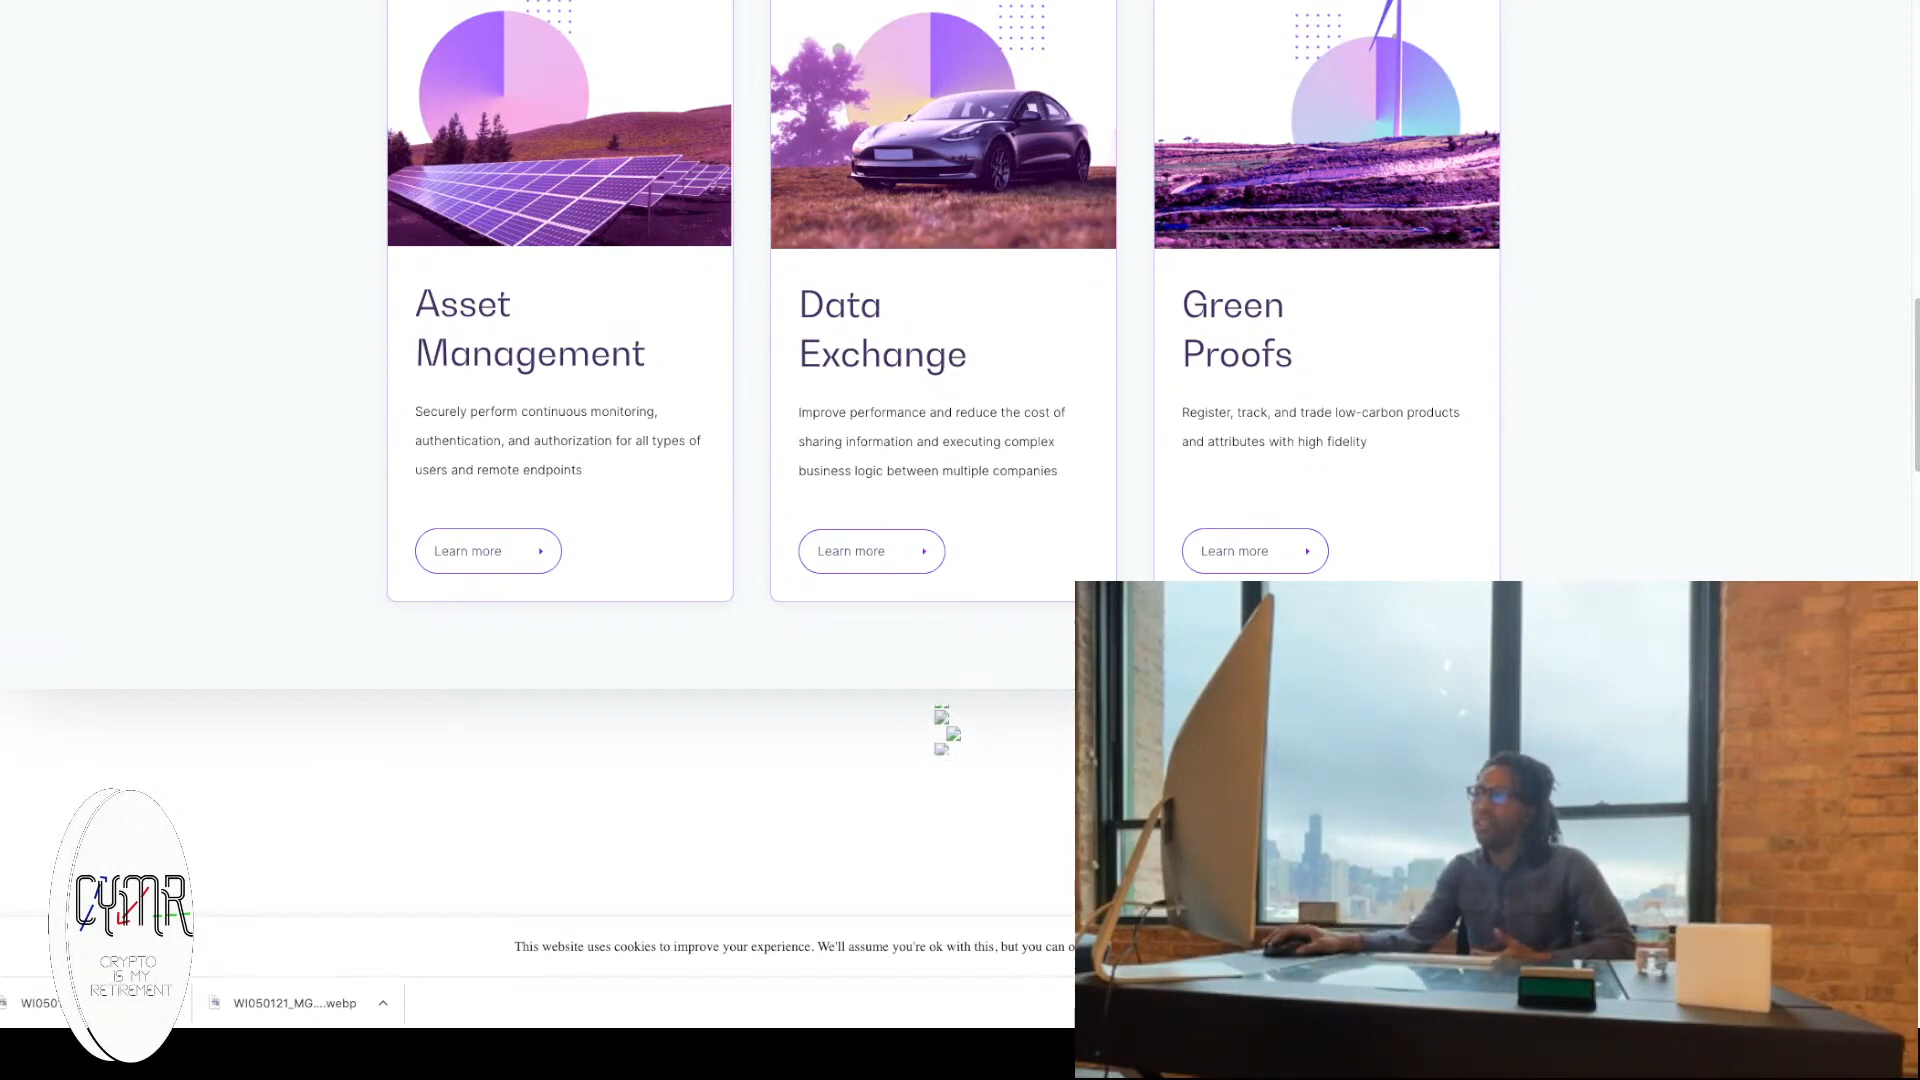 Asset
Management
Securely perform continuous monitoring,
authentication, and authorization for all types of
users and remote endpoints
Learn more
Data
Exchange
Improve performance and reduce the cost of
sharing information and executing complex
business logic between multiple companies
Learn more
Green
Proofs
Register, track, and trade low-carbon products
and attributes with high fidelity
Learn more
This website uses cookies to improve your experience. We'll assume you're ok with this, but you can o
WI050
WI050121_MG....webp
CYMR
CRYPTO
iS MY
RETIREMENT